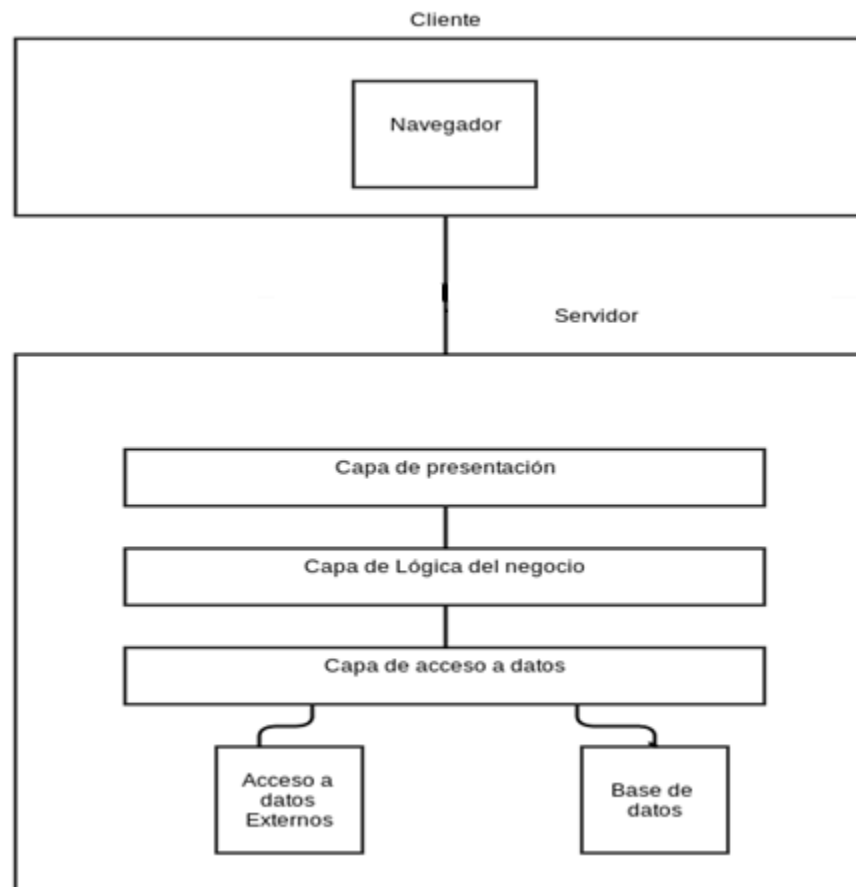 Cliente
Navegador
Servidor
Capa de presentación
Capa de Lógica del negocio
Capa de acceso a datos
Acceso a
datos
Externos
Base de
datos